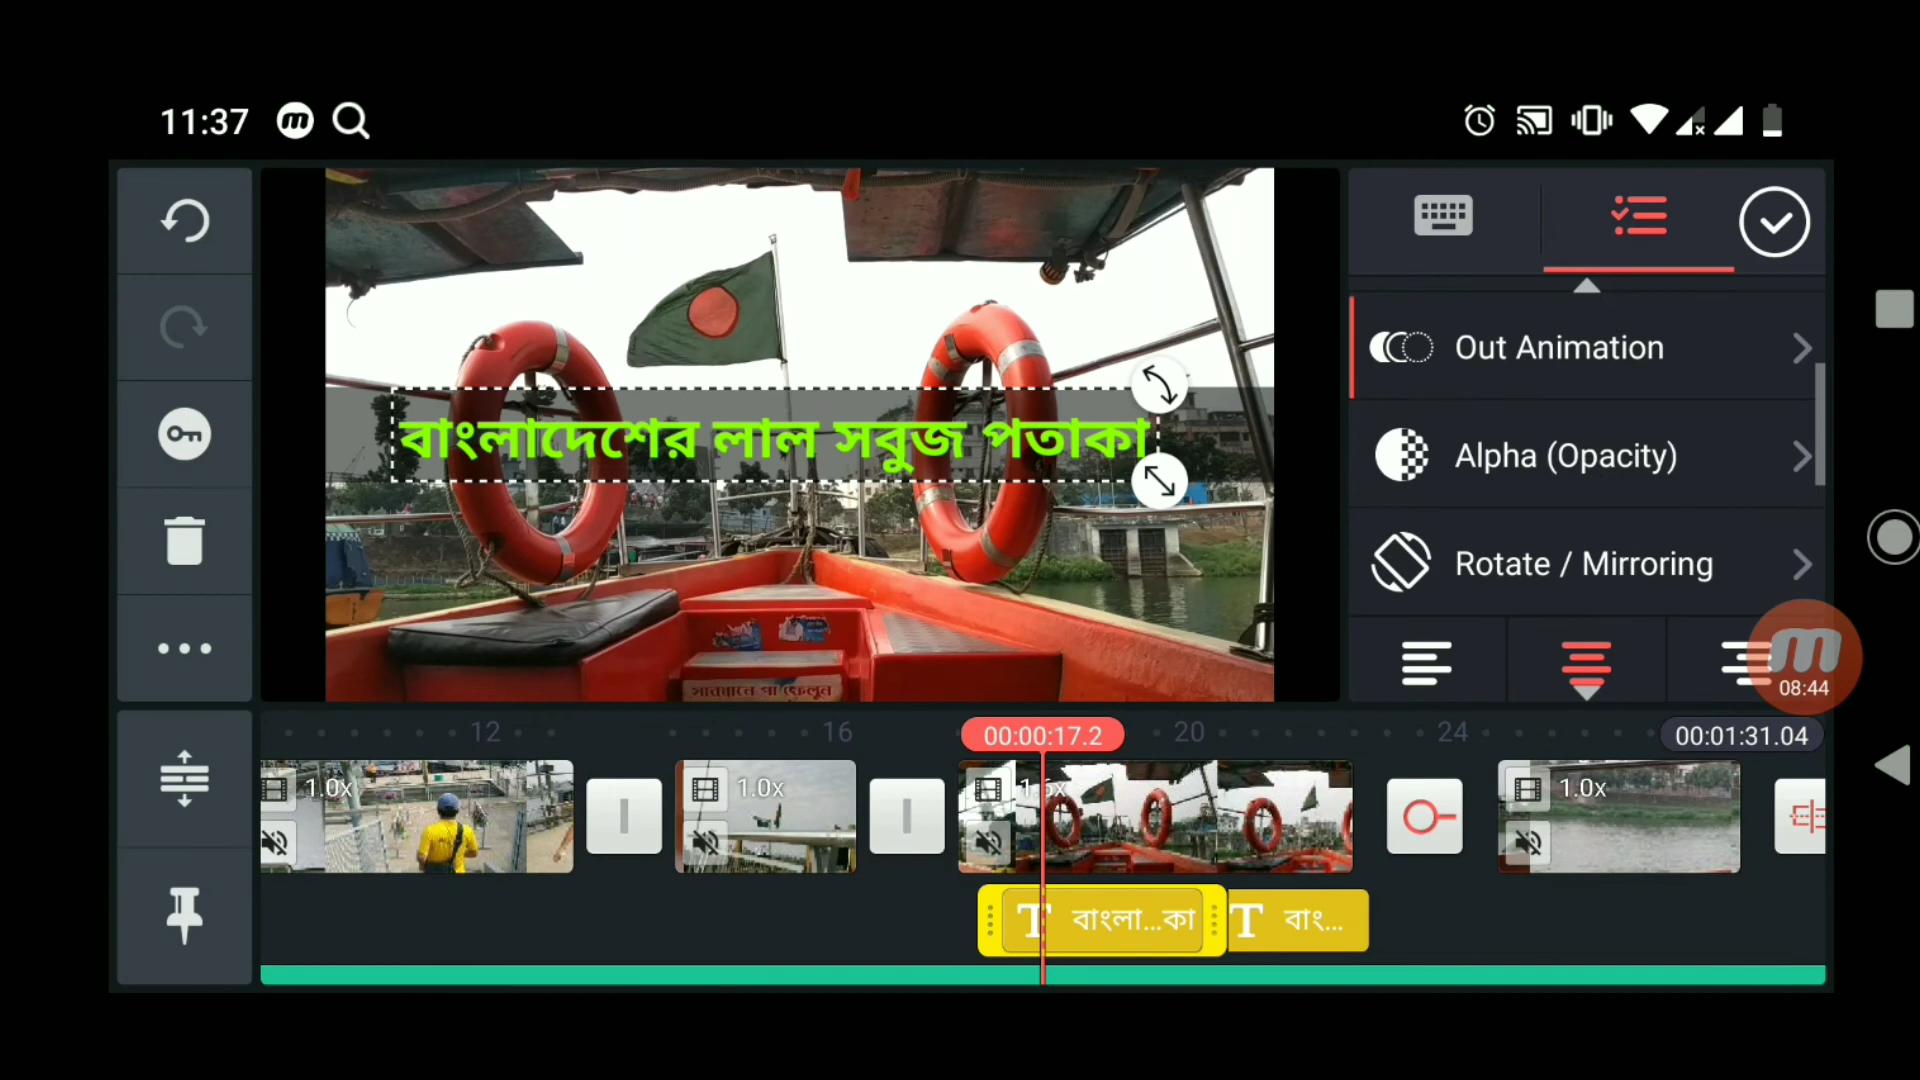 11:37
Out Animation
Alpha (Opacity)
Rotate / Mirroring
বাংলাদেশের লাল সবুজ পতাকা
সাবধানে পা ফেলুন
08:44
12
16
00:00:17.2
20
24
00:01:31.04
1.0x
1.0x
1.0x
T বাংলা...কা
T বাং...